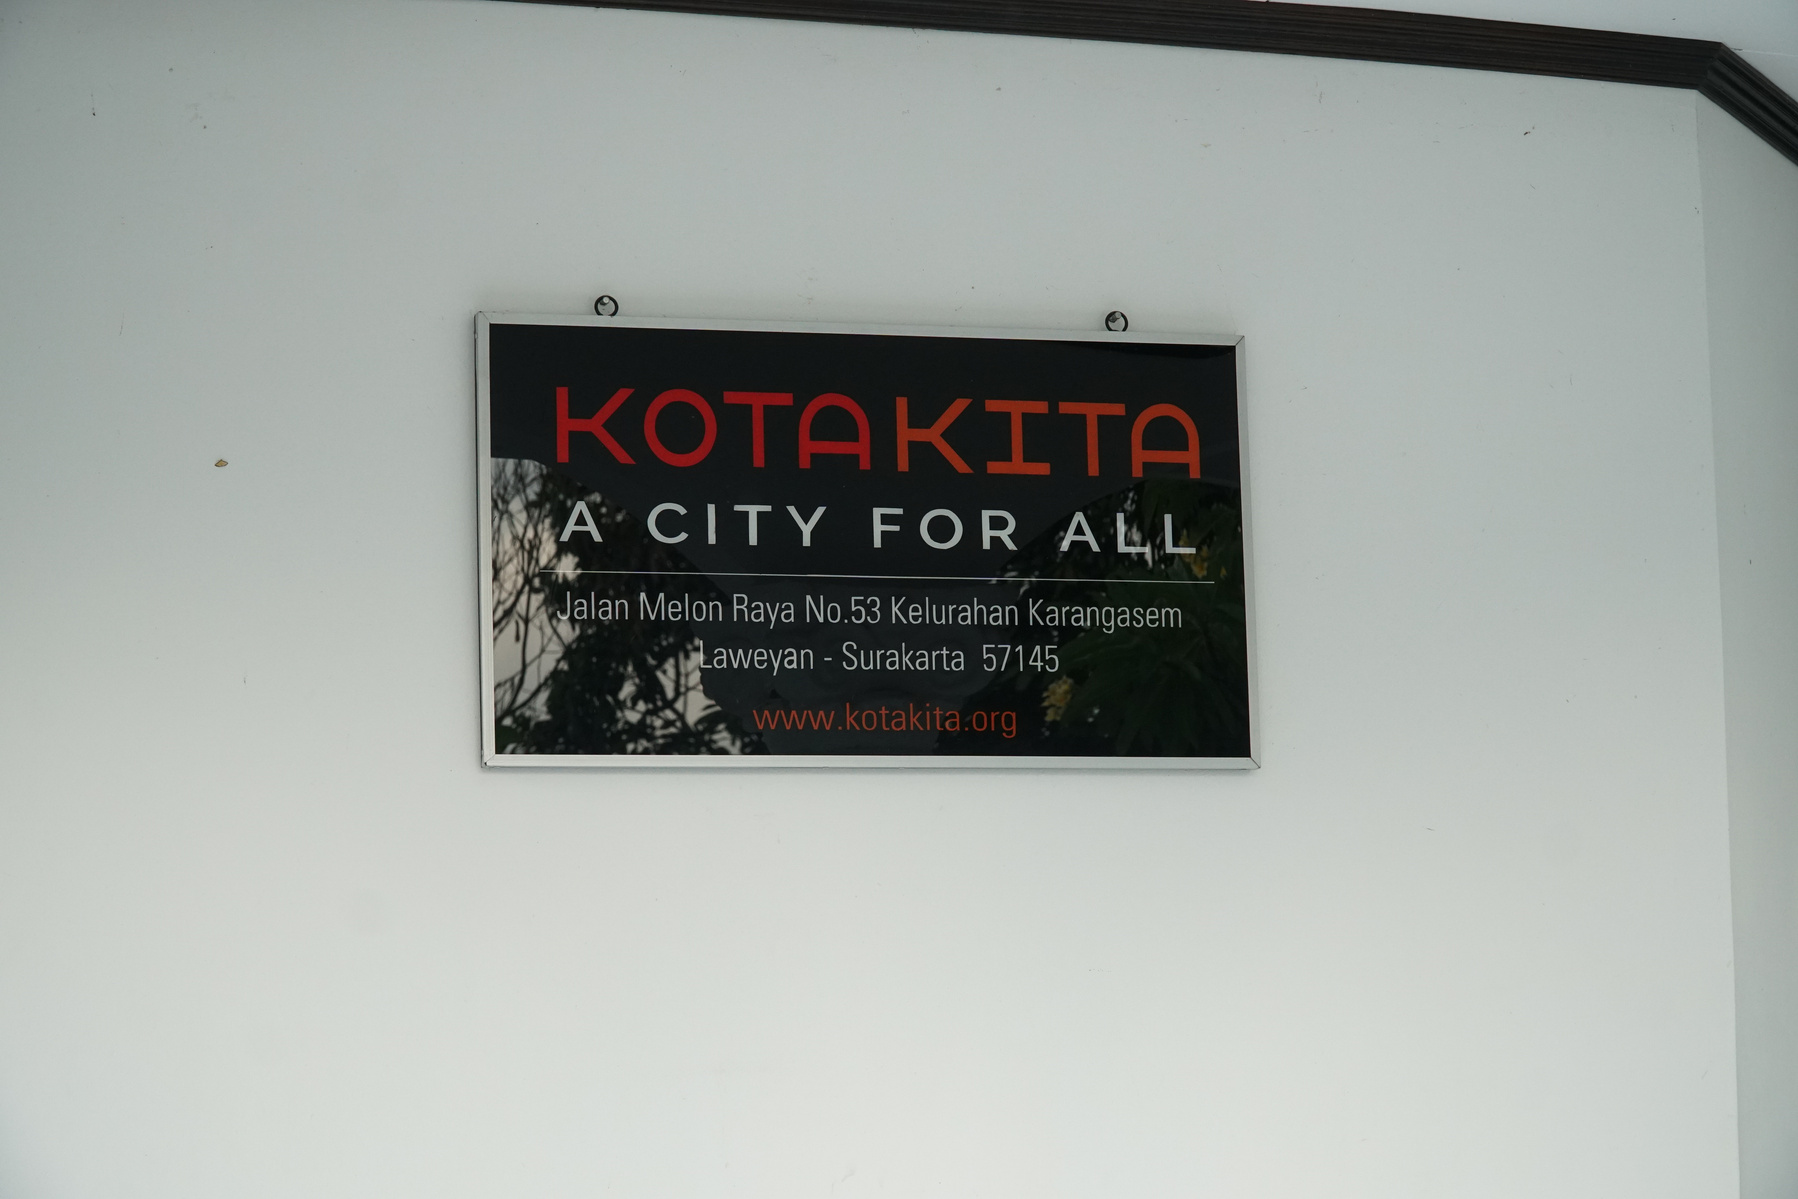 KOTAKITA
A CITY FOR ALL
Jalan Melon Raya No.53 Kelurahan Karangasem
Laweyan - Surakarta 57145
www.kotakita.org